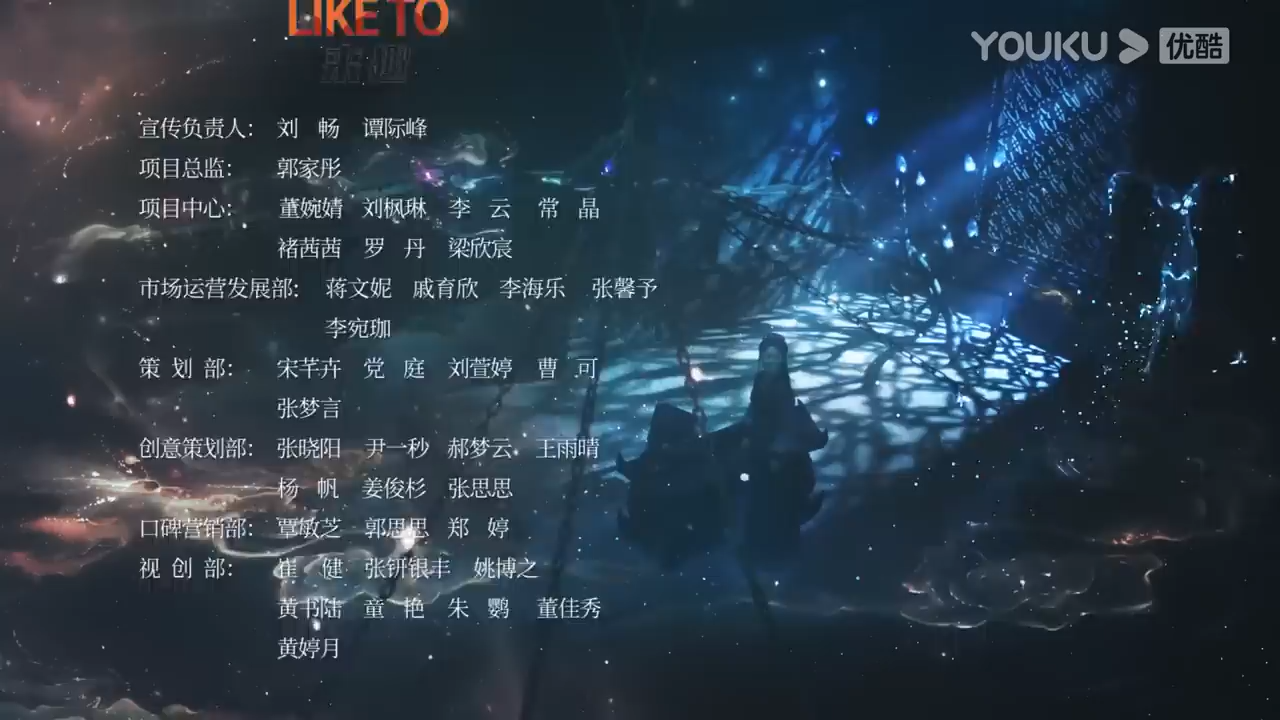 LIKE TO
YOUKU 优酷
宣传负责人： 刘 畅 谭际峰
项目总监： 郭家彤
项目中心： 董婉婧 刘枫琳 李 云 常 晶
褚茜茜 罗 丹 梁欣宸
市场运营发展部： 蒋文妮 戚育欣 李海乐 张馨予
李宛珈
策 划 部： 宋芊卉 党 庭 刘萱婷 曹 可
张梦言
创意策划部： 张晓阳 尹一秒 郝梦云 王雨晴
杨 帆 姜俊杉 张思思
口碑营销部： 覃敏芝 郭思思 郑 婷
视 创 部： 崔 健 张钘银丰 姚博之
黄书陆 童 艳 朱 鹦 董佳秀
黄婷月